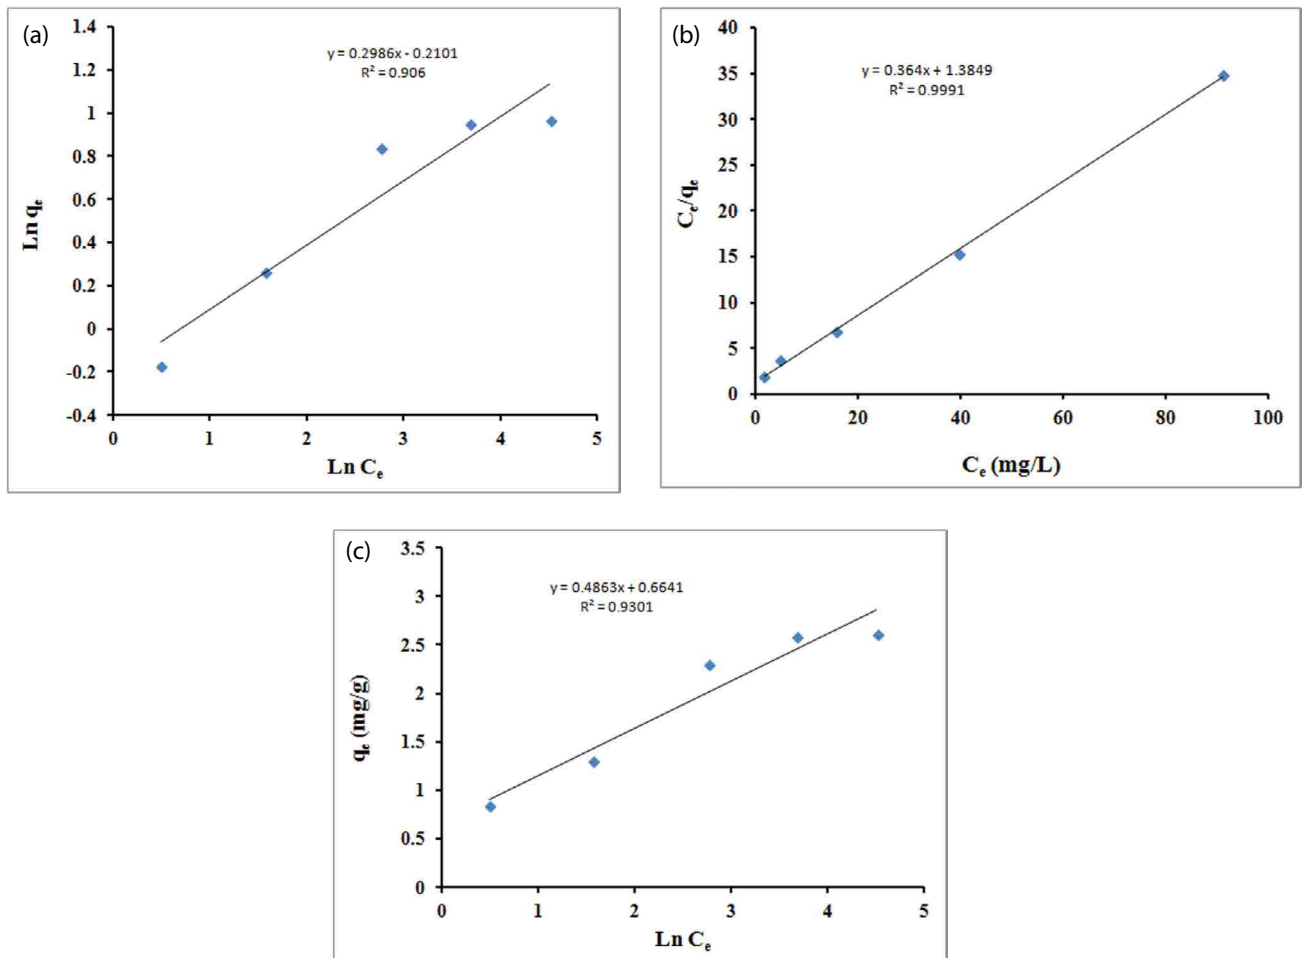 (a)
y = 0.2986x - 0.2101
R² = 0.906
1.4
1.2
1
0.8
0.6
0.4
0.2
0
-0.2
-0.4
Ln qₑ
0 1 2 3 4 5
Ln Cₑ
(b)
y = 0.364x + 1.3849
R² = 0.9991
40
35
30
25
20
15
10
5
0
Cₑ/qₑ
0 20 40 60 80 100
Cₑ (mg/L)
(c)
y = 0.4863x + 0.6641
R² = 0.9301
3.5
3
2.5
2
1.5
1
0.5
0
qₑ (mg/g)
0 1 2 3 4 5
Ln Cₑ